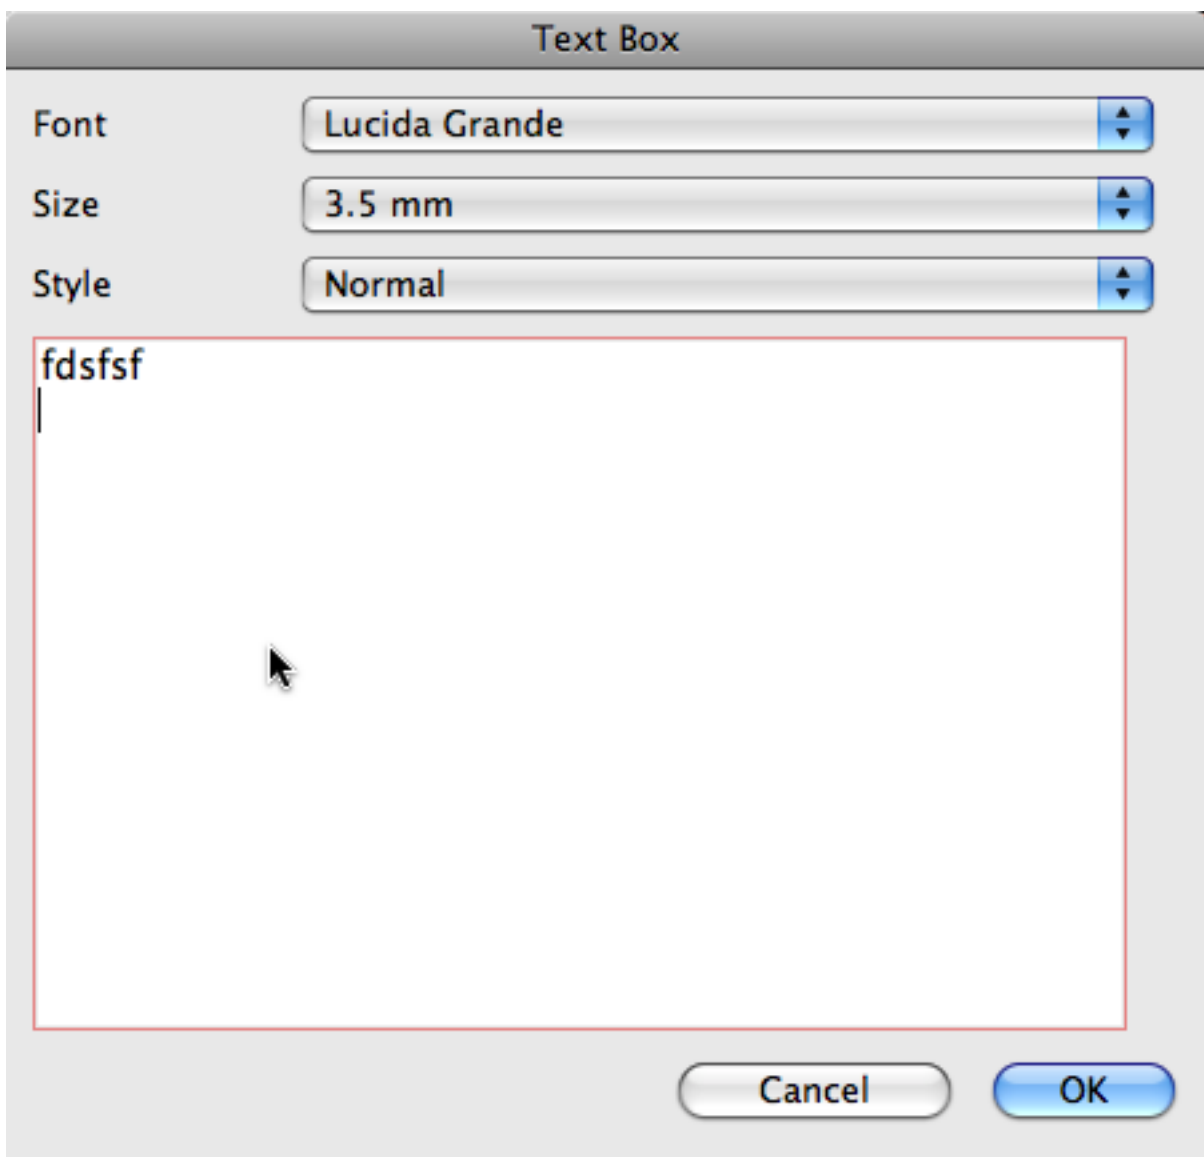 Text Box
Font Lucida Grande
Size 3.5 mm
Style Normal
fdsfsf
Cancel OK